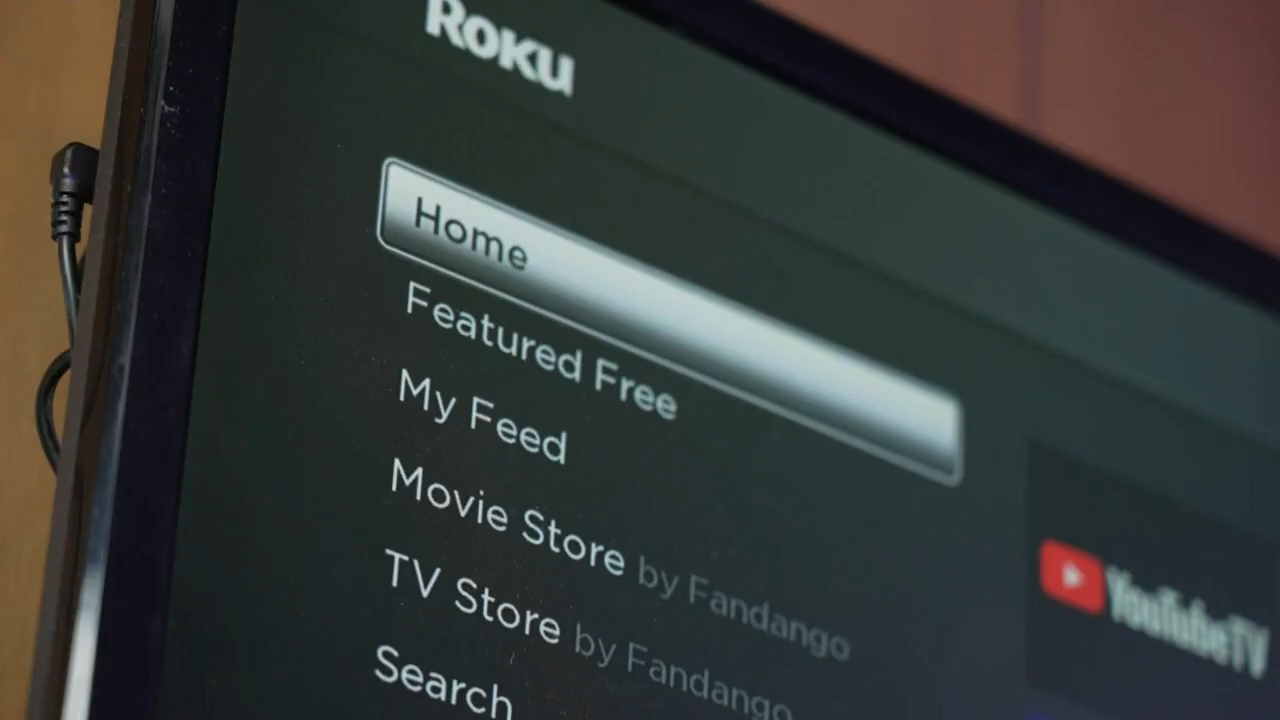 Roku
Home
Featured Free
My Feed
Movie Store by Fandango
TV Store by Fandango
Search
YouTubeTV